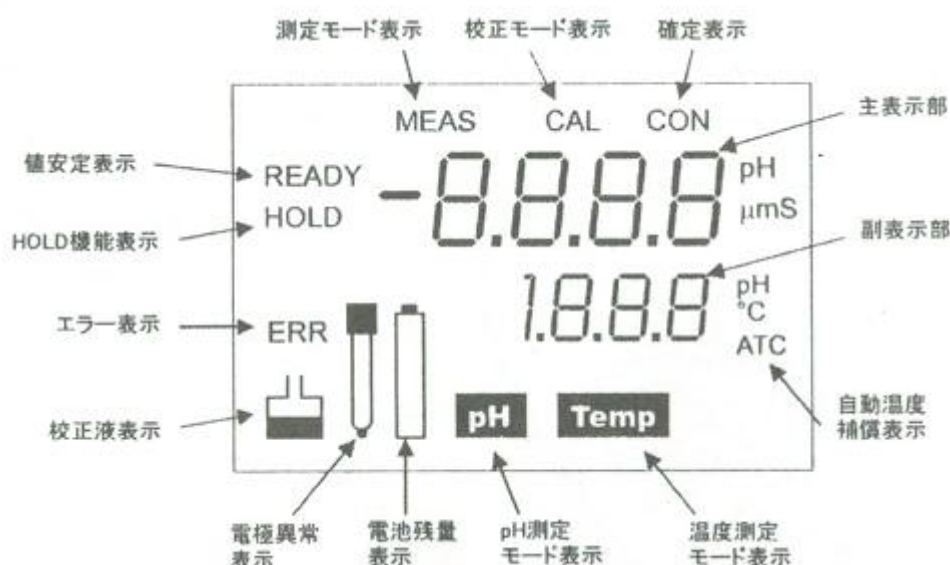 測定モード表示 校正モード表示 確定表示
主表示部
MEAS CAL CON
値安定表示
READY
-8.8.8.8
pH
HOLD
μmS
HOLD機能表示
副表示部
1.8.8.8
pH
°C
エラー表示
ERR
ATC
pH Temp
自動温度
補償表示
校正液表示
電極異常
表示
電池残量
表示
pH測定
モード表示
温度測定
モード表示